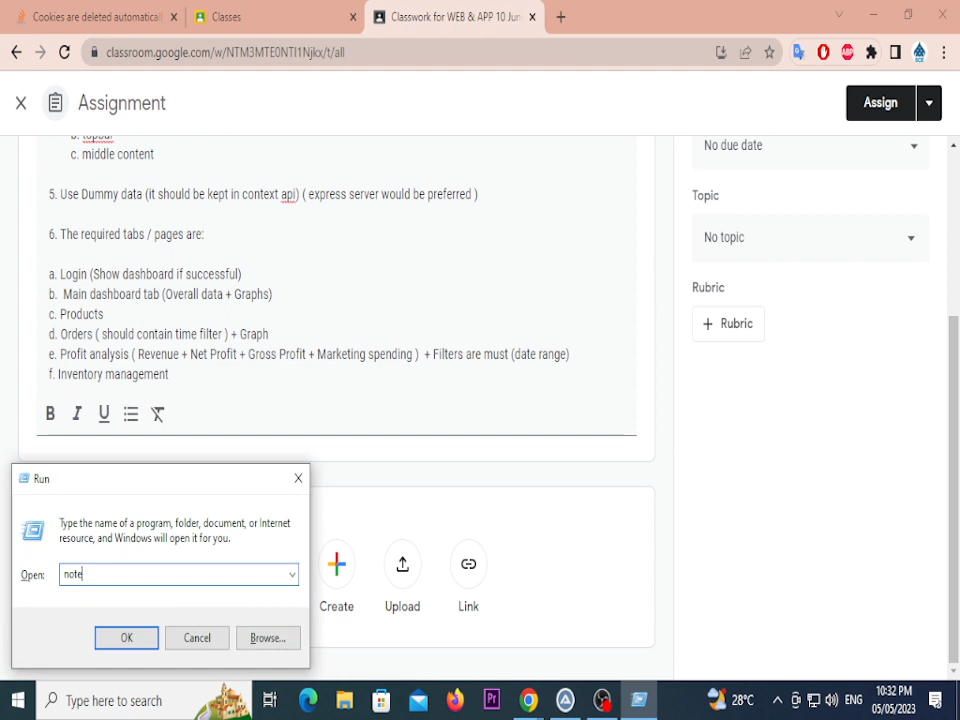 Cookies are deleted automaticall
Classes
Classwork for WEB & APP 10 Jun
classroom.google.com/w/NTM3MTE0NTI1Njkx/t/all
Assignment
Assign
b. topbar
c. middle content
5. Use Dummy data (it should be kept in context api) ( express server would be preferred )
6. The required tabs / pages are:
a. Login (Show dashboard if successful)
b. Main dashboard tab (Overall data + Graphs)
c. Products
d. Orders ( should contain time filter ) + Graph
e. Profit analysis ( Revenue + Net Profit + Gross Profit + Marketing spending ) + Filters are must (date range)
f. Inventory management
B I U
No due date
Topic
No topic
Rubric
+ Rubric
Create
Upload
Link
Run
Type the name of a program, folder, document, or Internet
resource, and Windows will open it for you.
Open:
note
OK
Cancel
Browse...
Type here to search
Pr
28°C
ENG
10:32 PM
05/05/2023